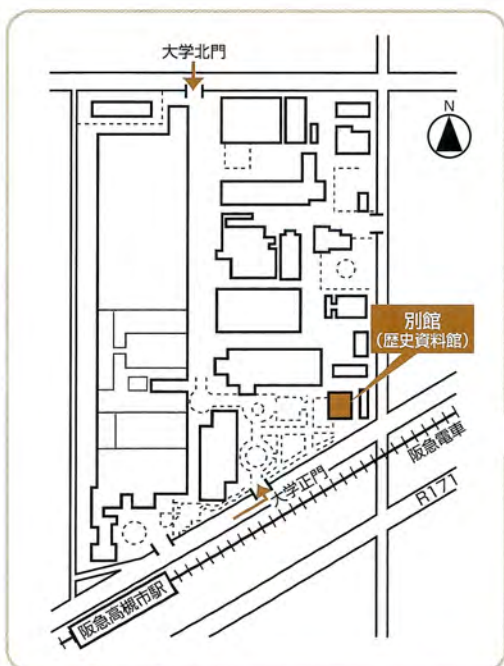 大学北門
N
別館
(歴史資料館)
阪急電車
大学正門
R171
阪急高槻市駅